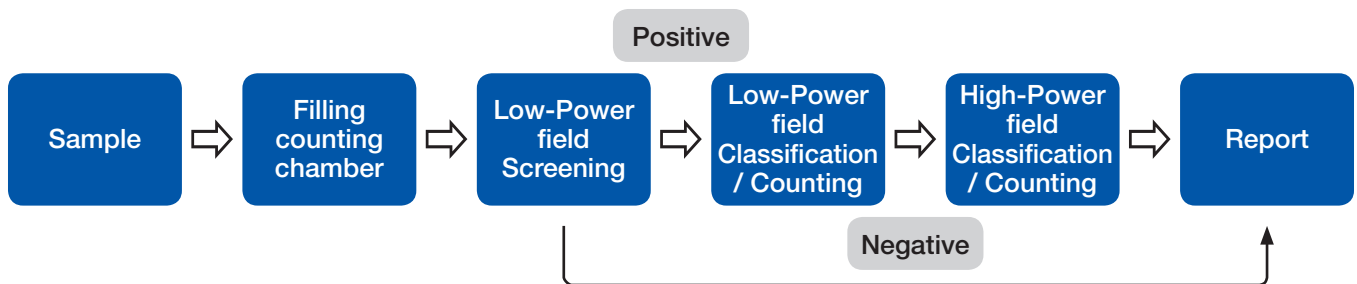 Positive
Sample
Filling
counting
chamber
Low-Power
field
Screening
Low-Power
field
Classification
/ Counting
High-Power
field
Classification
/ Counting
Report
Negative